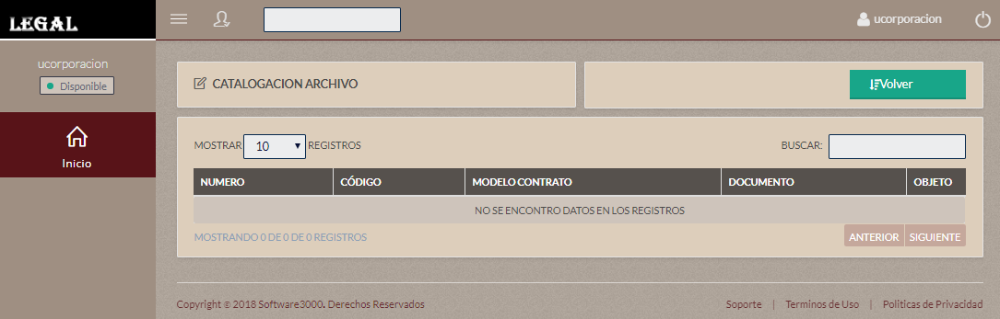 LEGAL
ucorporacion
ucorporacion
Disponible
Inicio
CATALOGACION ARCHIVO
Volver
MOSTRAR 10 REGISTROS
BUSCAR:
NUMERO CÓDIGO MODELO CONTRATO DOCUMENTO OBJETO
NO SE ENCONTRO DATOS EN LOS REGISTROS
MOSTRANDO 0 DE 0 DE 0 REGISTROS
ANTERIOR SIGUIENTE
Copyright © 2018 Software3000. Derechos Reservados
Soporte | Terminos de Uso | Politicas de Privacidad